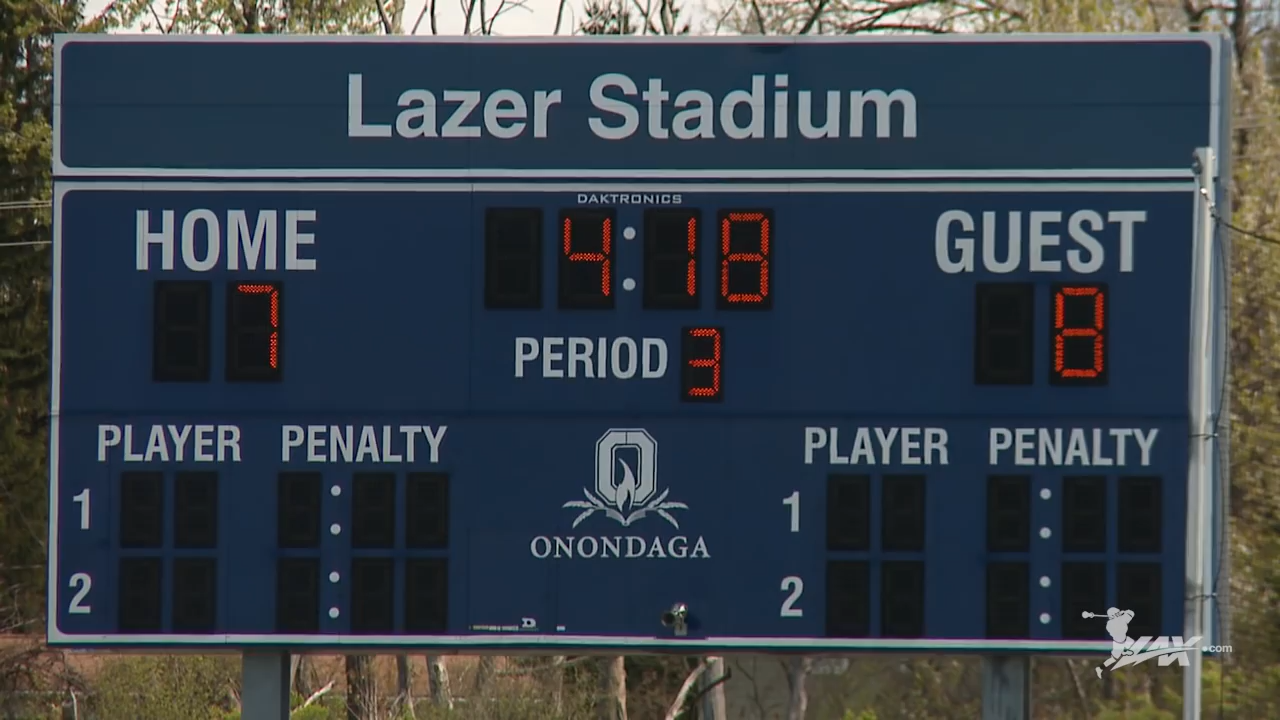 Lazer Stadium
DAKTRONICS
HOME 4:18 GUEST
7 8
PERIOD 3
PLAYER PENALTY PLAYER PENALTY
1 1
O
ONONDAGA
2 2
LAX.com